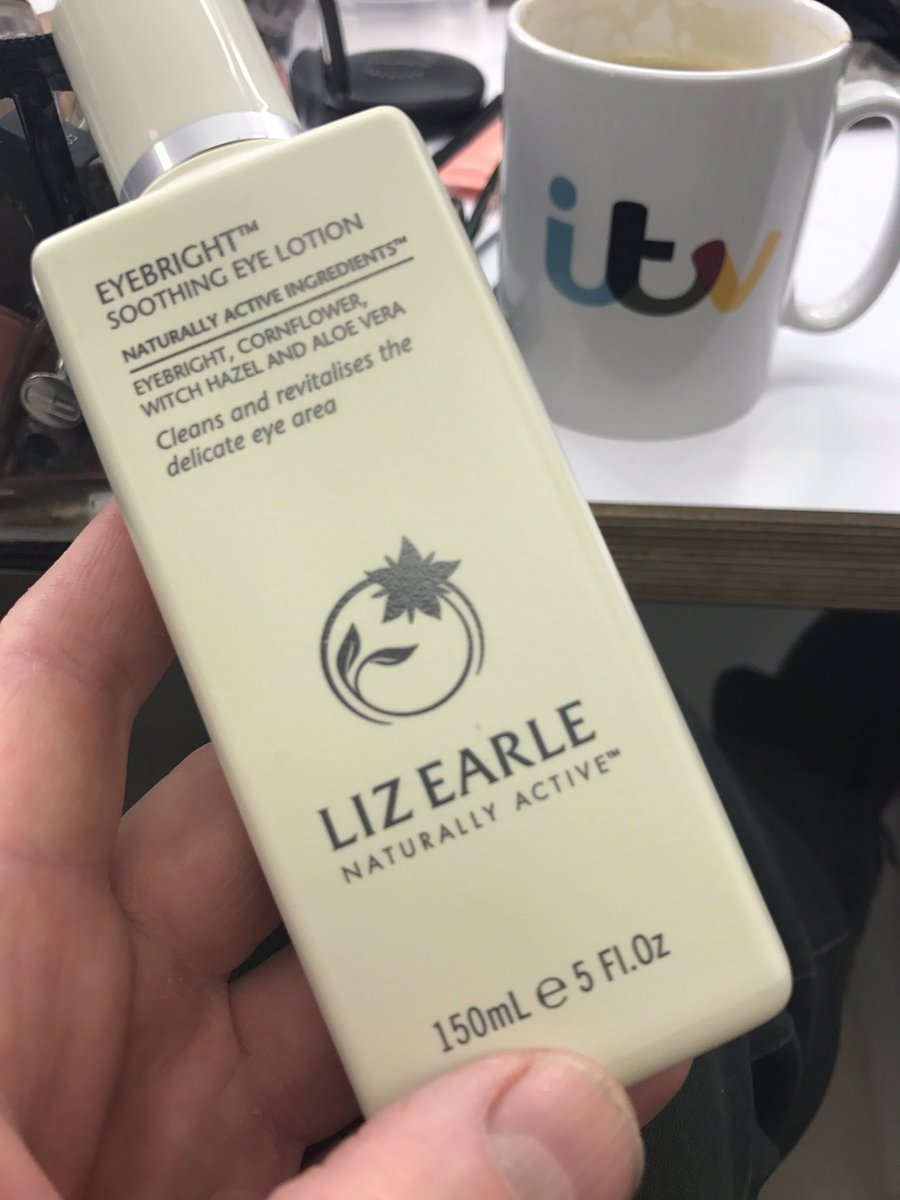 EYEBRIGHT™
SOOTHING EYE LOTION
NATURALLY ACTIVE INGREDIENTS™
EYEBRIGHT, CORNFLOWER,
WITCH HAZEL AND ALOE VERA
Cleans and revitalises the
delicate eye area
LIZ EARLE
NATURALLY ACTIVE™
150mL e 5 Fl.Oz
itv